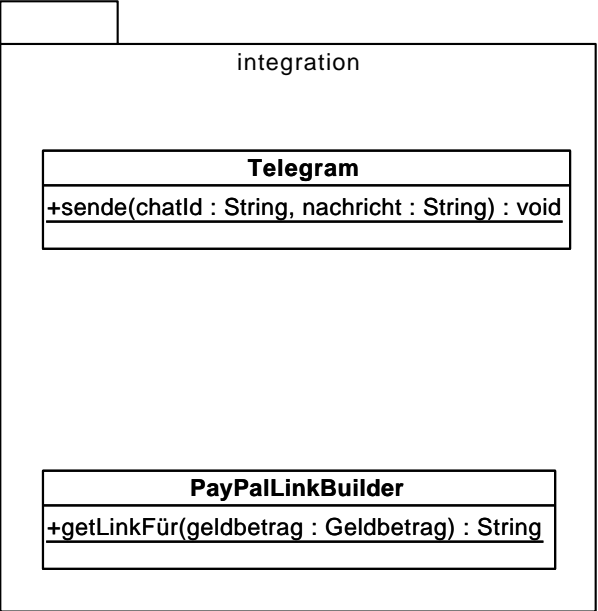 integration
Telegram
+sende(chatId : String, nachricht : String) : void
PayPalLinkBuilder
+getLinkFür(geldbetrag : Geldbetrag) : String